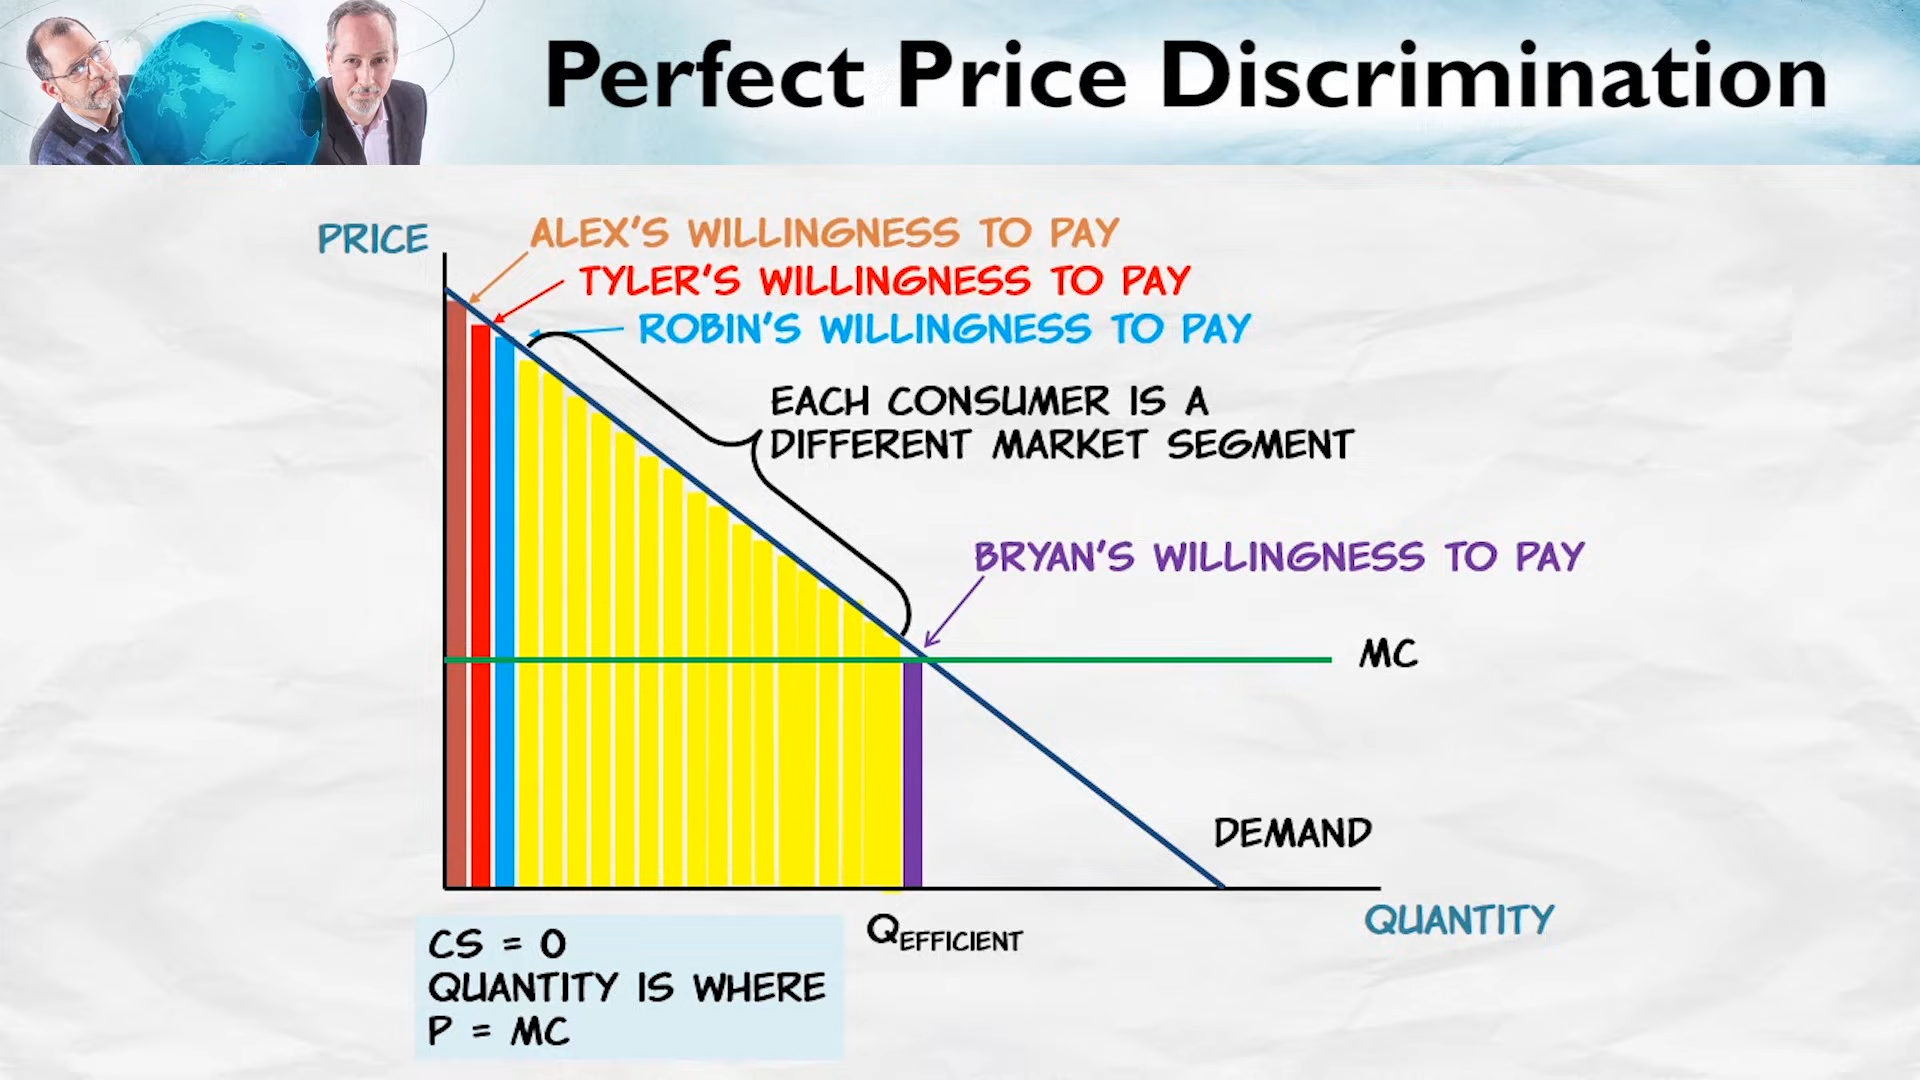 Perfect Price Discrimination
PRICE
ALEX'S WILLINGNESS TO PAY
TYLER'S WILLINGNESS TO PAY
ROBIN'S WILLINGNESS TO PAY
EACH CONSUMER IS A
DIFFERENT MARKET SEGMENT
BRYAN'S WILLINGNESS TO PAY
MC
DEMAND
QUANTITY
QEFFICIENT
CS = 0
QUANTITY IS WHERE
P = MC